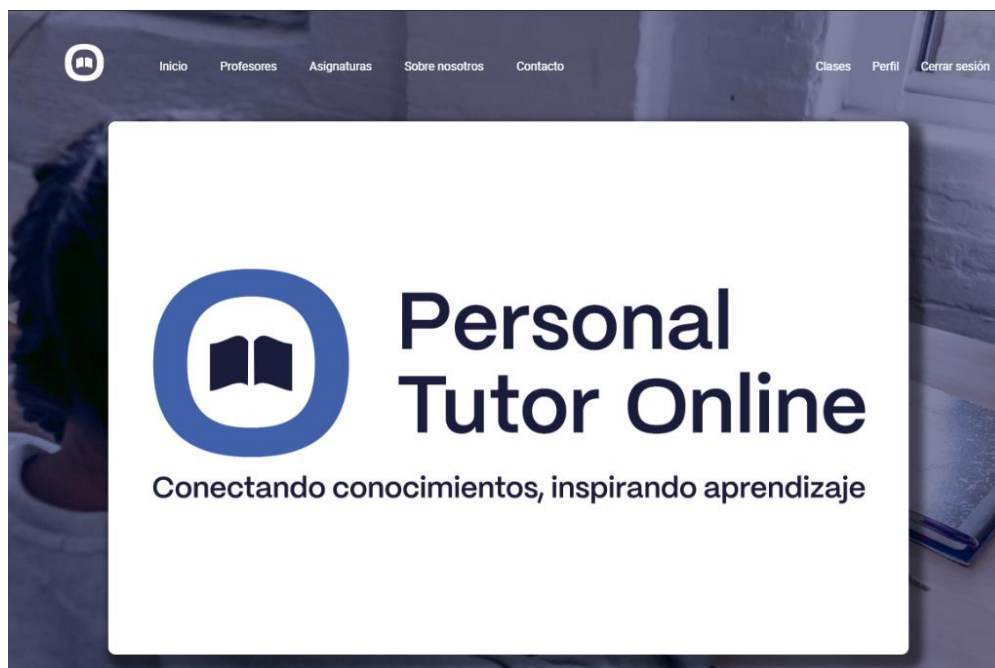 Inicio Profesores Asignaturas Sobre nosotros Contacto Clases Perfil Cerrar sesión
Personal
Tutor Online
Conectando conocimientos, inspirando aprendizaje